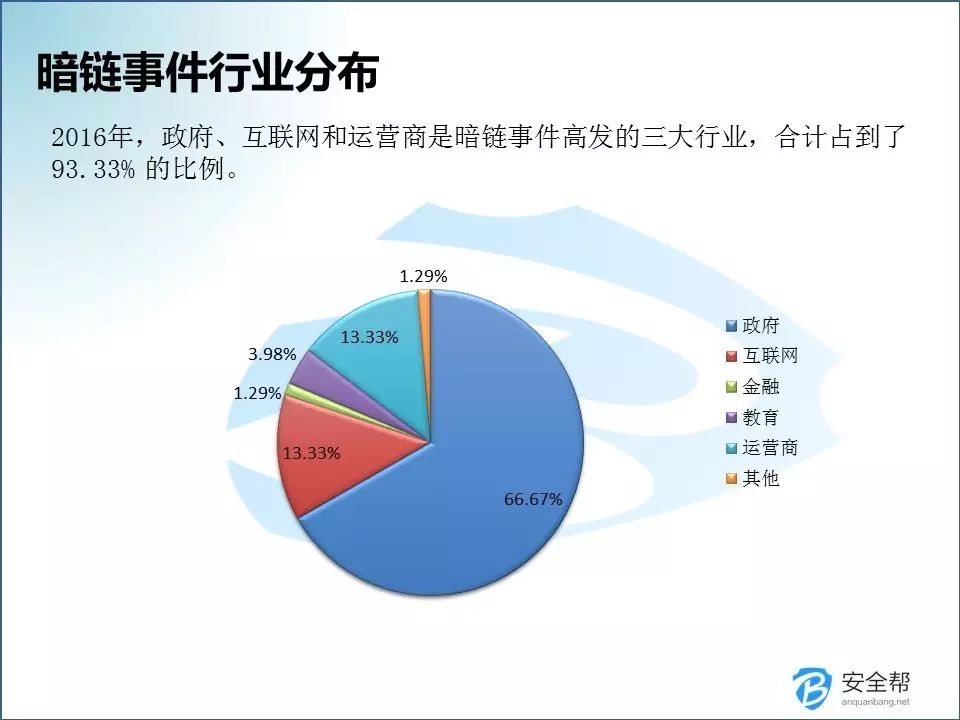 暗链事件行业分布
2016年，政府、互联网和运营商是暗链事件高发的三大行业，合计占到了
93.33% 的比例。
1.29%
13.33%
3.98%
1.29%
13.33%
66.67%
政府
互联网
金融
教育
运营商
其他
安全帮
anquanbang.net